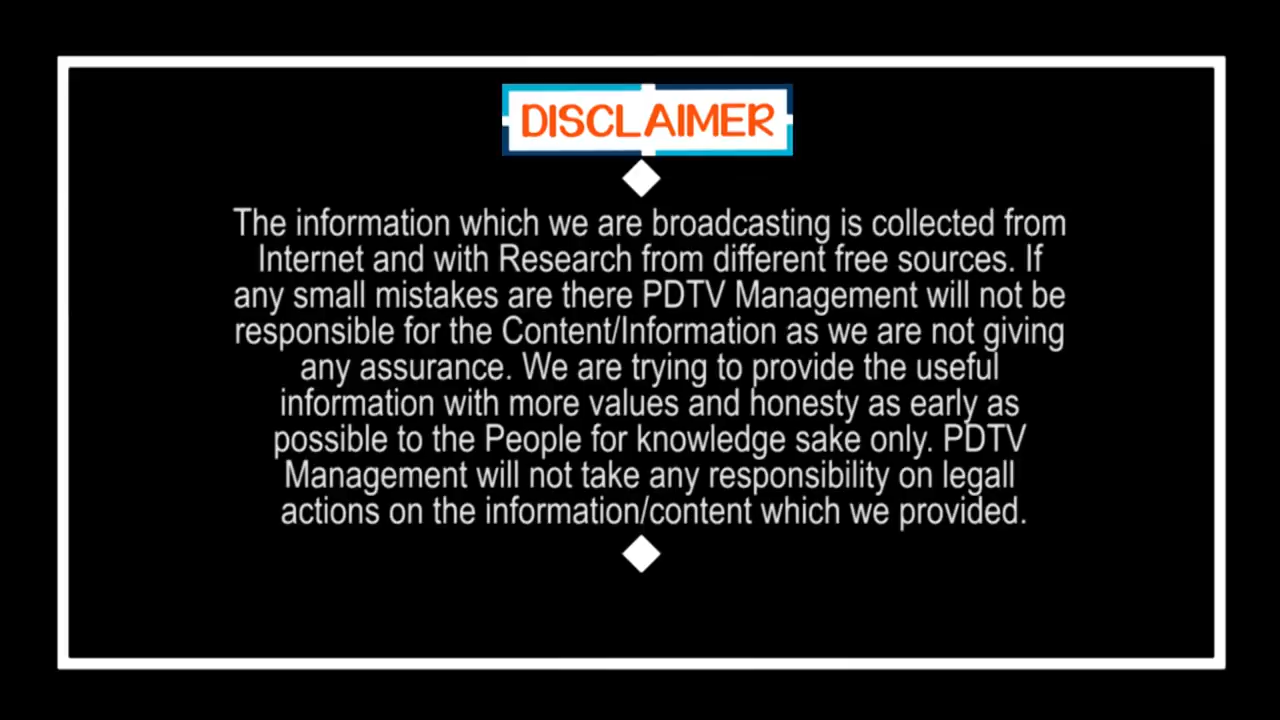 DISCLAIMER
The information which we are broadcasting is collected from
Internet and with Research from different free sources. If
any small mistakes are there PDTV Management will not be
responsible for the Content/Information as we are not giving
any assurance. We are trying to provide the useful
information with more values and honesty as early as
possible to the People for knowledge sake only. PDTV
Management will not take any responsibility on legall
actions on the information/content which we provided.